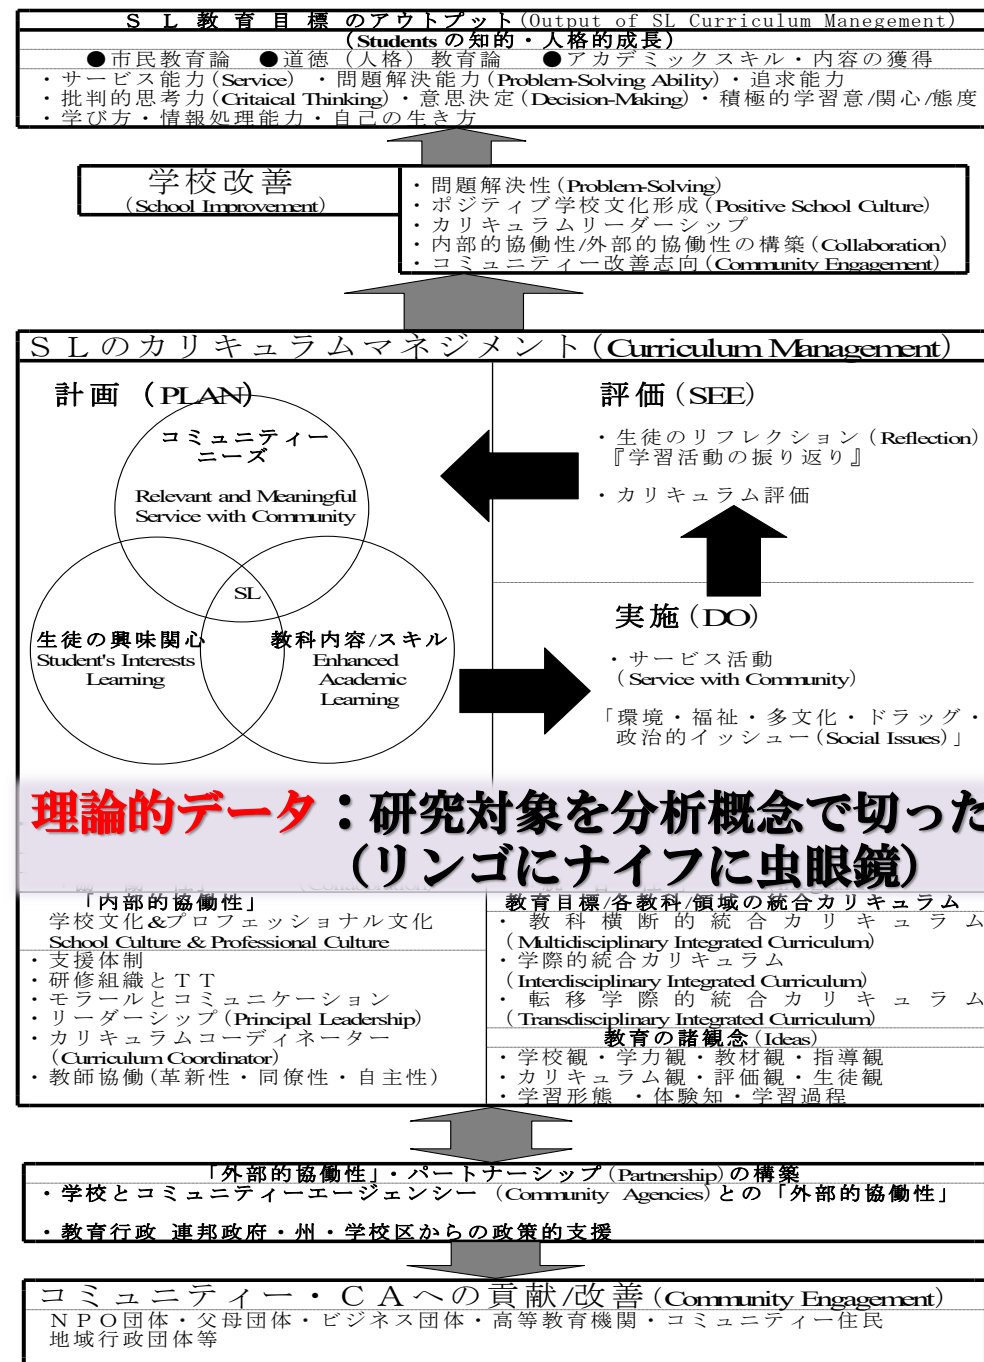 ＳＬ教育目標のアウトプット(Output of SL Curriculum Manegement)
(Studentsの知的・人格的成長)
●市民教育論　●道徳（人格）教育論　●アカデミックスキル・内容の獲得
・サービス能力(Service) ・問題解決能力(Problem-Solving Ability)・追求能力
・批判的思考力(Critaical Thinking)・意思決定(Decision-Making)・積極的学習意/関心/態度
・学び方・情報処理能力・自己の生き方
学校改善
(School Improvement)
・問題解決性(Problem-Solving)
・ポジティブ学校文化形成(Positive School Culture)
・カリキュラムリーダーシップ
・内部的協働性/外部的協働性の構築(Collaboration)
・コミュニティー改善志向(Community Engagement)
ＳＬのカリキュラムマネジメント(Curriculum Management)
計画（PLAN)
コミュニティー
ニーズ
Relevant and Meaningful
Service with Community
SL
生徒の興味関心
Student's Interests
Learning
教科内容/スキル
Enhanced
Academic
Learning
評価(SEE)
・生徒のリフレクション(Reflection)
『学習活動の振り返り』
・カリキュラム評価
実施(DO)
・サービス活動
(Service with Community)
「環境・福祉・多文化・ドラッグ・
政治的イッシュー(Social Issues)」
理論的データ：研究対象を分析概念で切った
（リンゴにナイフに虫眼鏡）
「内部的協働性」
学校文化&プロフェッショナル文化
School Culture & Professional Culture
・支援体制
・研修組織とＴＴ
・モラールとコミュニケーション
・リーダーシップ(Principal Leadership)
・カリキュラムコーディネーター
(Curriculum Coordinator)
・教師協働(革新性・同僚性・自主性)
教育目標/各教科/領域の統合カリキュラム
・教科横断的統合カリキュラム
(Multidisciplinary Integrated Curriculum)
・学際的統合カリキュラム
(Interdisciplinary Integrated Curriculum)
・転移学際的統合カリキュラム
(Transdisciplinary Integrated Curriculum)
教育の諸観念(Ideas)
・学校観・学力観・教材観・指導観
・カリキュラム観・評価観・生徒観
・学習形態 ・体験知・学習過程
「外部的協働性」・パートナーシップ(Partnership)の構築
・学校とコミュニティーエージェンシー (Community Agencies)との「外部的協働性」
・教育行政 連邦政府・州・学校区からの政策的支援
コミュニティー・ＣＡへの貢献/改善(Community Engagement)
ＮＰＯ団体・父母団体・ビジネス団体・高等教育機関・コミュニティー住民
地域行政団体等